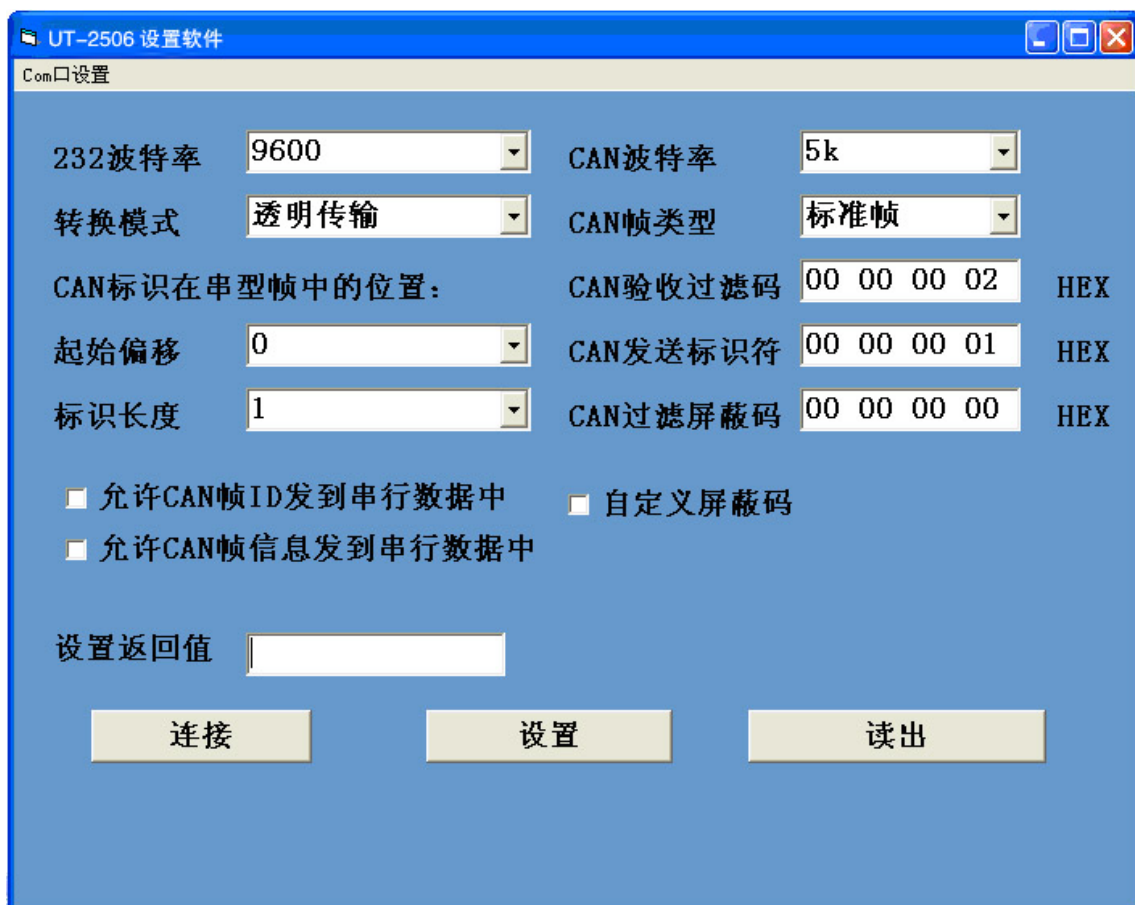 UT-2506 设置软件
Com口设置
232波特率 9600 CAN波特率 5k
转换模式 透明传输 CAN帧类型 标准帧
CAN标识在串型帧中的位置: CAN验收过滤码 00 00 00 02 HEX
起始偏移 0 CAN发送标识符 00 00 00 01 HEX
标识长度 1 CAN过滤屏蔽码 00 00 00 00 HEX
允许CAN帧ID发到串行数据中 自定义屏蔽码
允许CAN帧信息发到串行数据中
设置返回值
连接 设置 读出